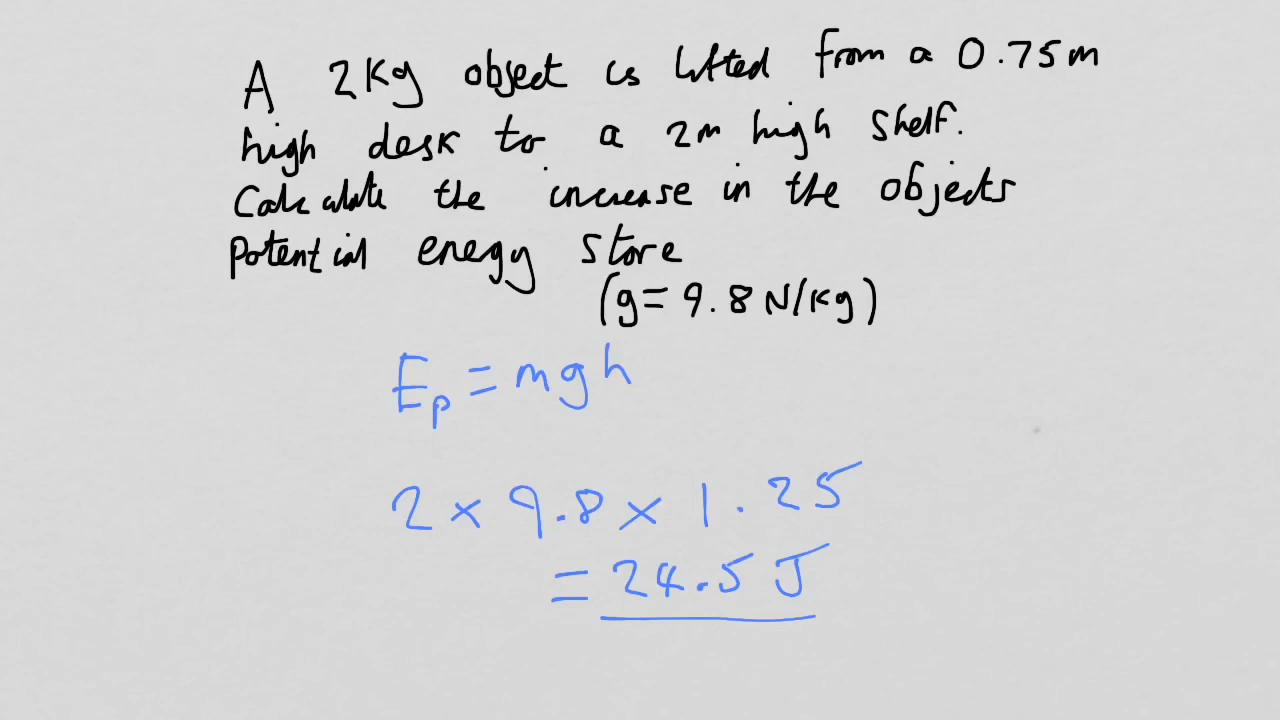 A 2Kg object is lifted from a 0.75m
high desk to a 2m high shelf.
Calculate the increase in the objects
Potential energy store
(g = 9.8 N/Kg)
Ep = mgh
2 × 9.8 × 1.25
= 24.5 J